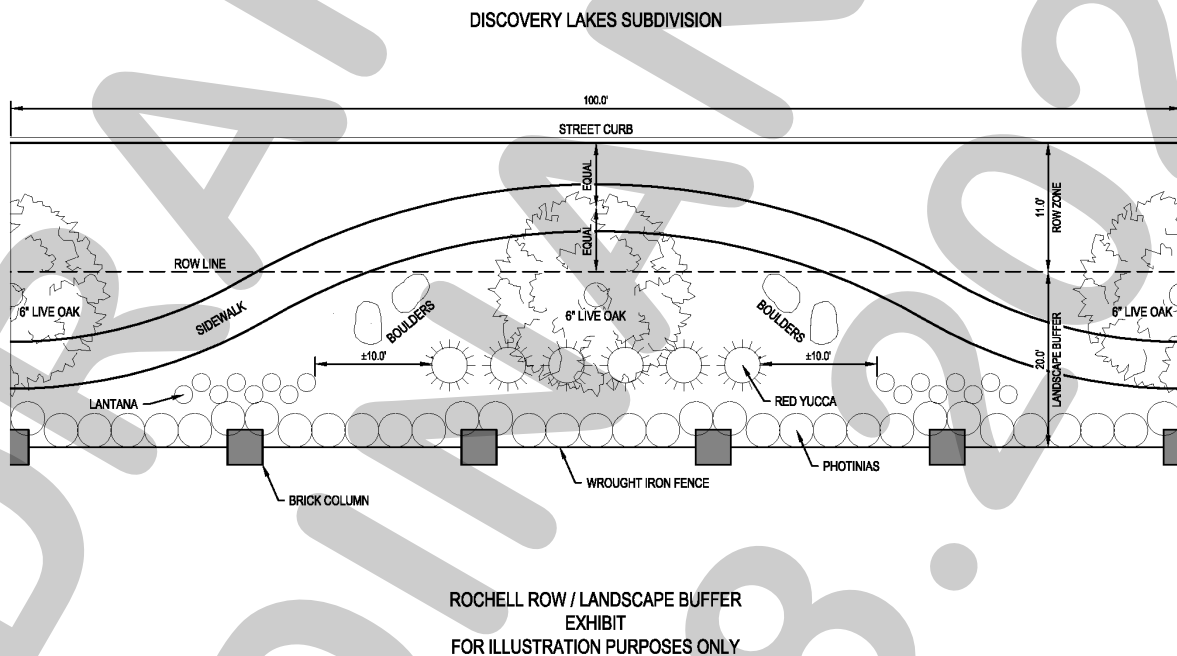 DISCOVERY LAKES SUBDIVISION
100.0'
STREET CURB
EQUAL
EQUAL
11.0'
ROW ZONE
ROW LINE
6" LIVE OAK
SIDEWALK
BOULDERS
6" LIVE OAK
BOULDERS
6" LIVE OAK
±10.0'
±10.0'
20.0'
LANDSCAPE BUFFER
LANTANA
RED YUCCA
PHOTINIAS
WROUGHT IRON FENCE
BRICK COLUMN
ROCHELL ROW / LANDSCAPE BUFFER
EXHIBIT
FOR ILLUSTRATION PURPOSES ONLY